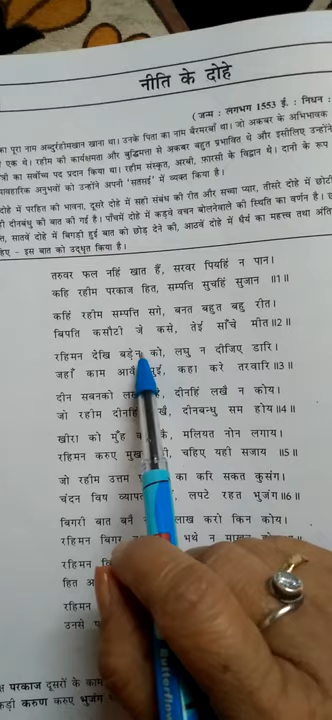 नीति के दोहे
(जन्म : लगभग 1553 ई. : निधन :
का पूरा नाम अब्दुर्रहीमखान खाना था। उनके पिता का नाम बैरमखाँ था। जो अकबर के अभिभावक
एक थे। रहीम की कार्यक्षमता और बुद्धिमत्ता से अकबर बहुत प्रभावित थे और इसीलिए उन्होंने
त्री का सर्वोच्च पद प्रदान किया था। रहीम संस्कृत, अरबी, फ़ारसी के विद्वान थे। दानी के रूप
व्यावहारिक अनुभवों को उन्होंने अपनी 'सतसई' में व्यक्त किया है।
दोहे में परहित की भावना, दूसरे दोहे में सही संबंध की रीत और सच्चा प्यार, तीसरे दोहे में छोटी
ही दीनबंधु की बात की गई है। पाँचमें दोहे में कड़वे वचन बोलनेवाले की स्थिति का वर्णन है।
सातवें दोहे में बिगड़ी हुई बात को छोड़ देने की, आठवें दोहे में धैर्य का महत्त्व तथा अंति
हिए - इस बात को उद्धृत किया है।
तरुवर फल नहिं खात हैं, सरवर पियहिं न पान।
कहि रहीम परकाज हित, सम्पत्ति सुचहिं सुजान ॥1॥
कहिं रहीम सम्पत्ति सगे, बनत बहुत बहु रीत।
बिपति कसौटी जे कसे, तेई साँचे मीत॥2॥
रहिमन देखि बड़ेन को, लघु न दीजिए डारि।
जहाँ काम आवै सुई, कहा करे तरवारि॥3॥
दीन सबनको लखै दीनहिं लखै न कोय।
जो रहीम दीनहिं लखै, दीनबन्धु सम होय॥4॥
खीरा को मुँह कै, मलियत नोन लगाय।
रहिमन करुए मुख चहिए यही सजाय ॥5॥
जो रहीम उत्तम का करि सकत कुसंग।
चंदन विष व्यापत लपटे रहत भुजंग॥6॥
बिगरी बात बनै लाख करो किन कोय।
रहिमन बिगर मथे न माखन
रहिमन
हित अ
रहिमन
उनसे
परकाज दूसरों के काम
कड़ी करुण करुए भुजंग
Butterflow